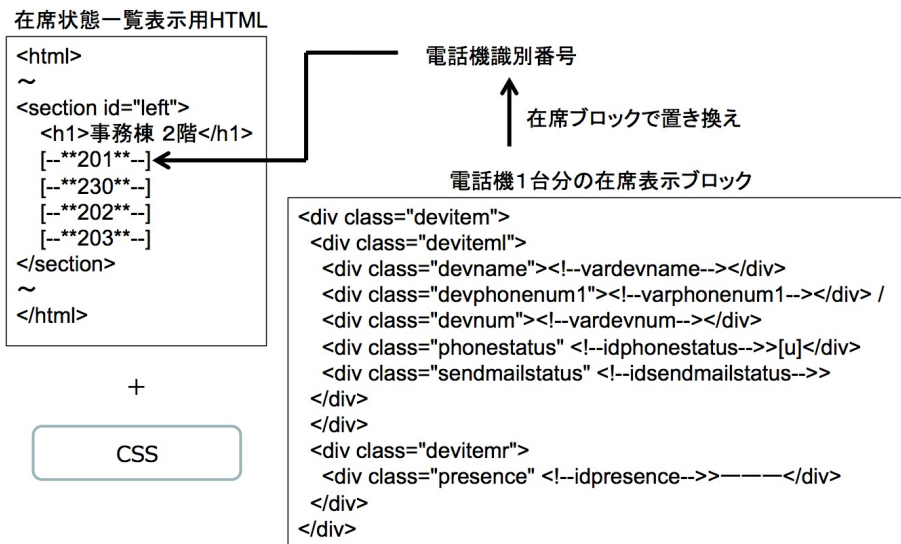 在席状態一覧表示用HTML
<html>
~
<section id="left">
<h1>事務棟 2階</h1>
[--**201**--]
[--**230**--]
[--**202**--]
[--**203**--]
</section>
~
</html>
+
CSS
電話機識別番号
在席ブロックで置き換え
電話機1台分の在席表示ブロック
<div class="devitem">
<div class="deviteml">
<div class="devname"><!--vardevname--></div>
<div class="devphonenum1"><!--varphonenum1--></div> /
<div class="devnum"><!--vardevnum--></div>
<div class="phonestatus" <!--idphonestatus-->>[u]</div>
<div class="sendmailstatus" <!--idsendmailstatus-->>
</div>
</div>
<div class="devitemr">
<div class="presence" <!--idpresence-->>———</div>
</div>
</div>